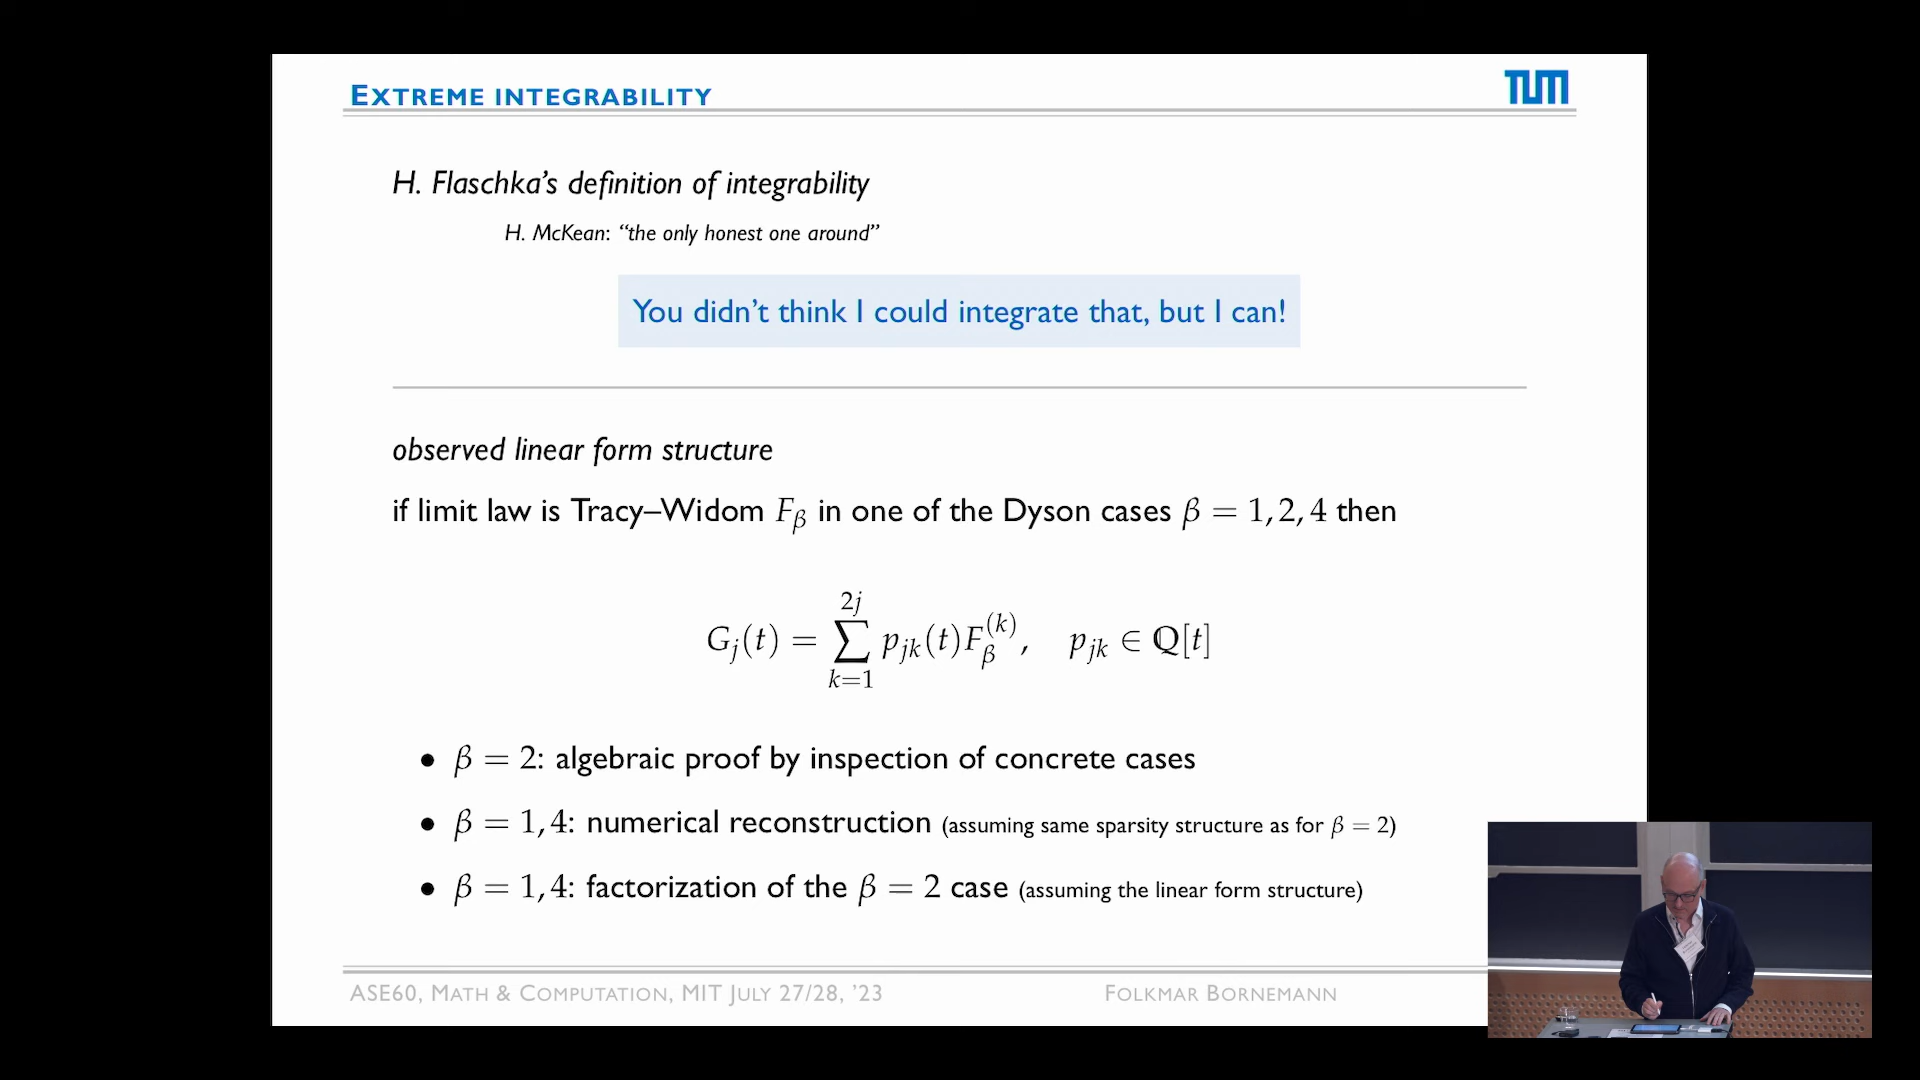 EXTREME INTEGRABILITY
TUM
H. Flaschka's definition of integrability
H. McKean: “the only honest one around”
You didn't think I could integrate that, but I can!
observed linear form structure
if limit law is Tracy–Widom F_β in one of the Dyson cases β = 1, 2, 4 then
G_j(t) = ∑_{k=1}^{2j} p_{jk}(t)F_β^{(k)}, p_{jk} ∈ ℚ[t]
• β = 2: algebraic proof by inspection of concrete cases
• β = 1, 4: numerical reconstruction (assuming same sparsity structure as for β = 2)
• β = 1, 4: factorization of the β = 2 case (assuming the linear form structure)
ASE60, MATH & COMPUTATION, MIT JULY 27/28, '23 FOLKMAR BORNEMANN